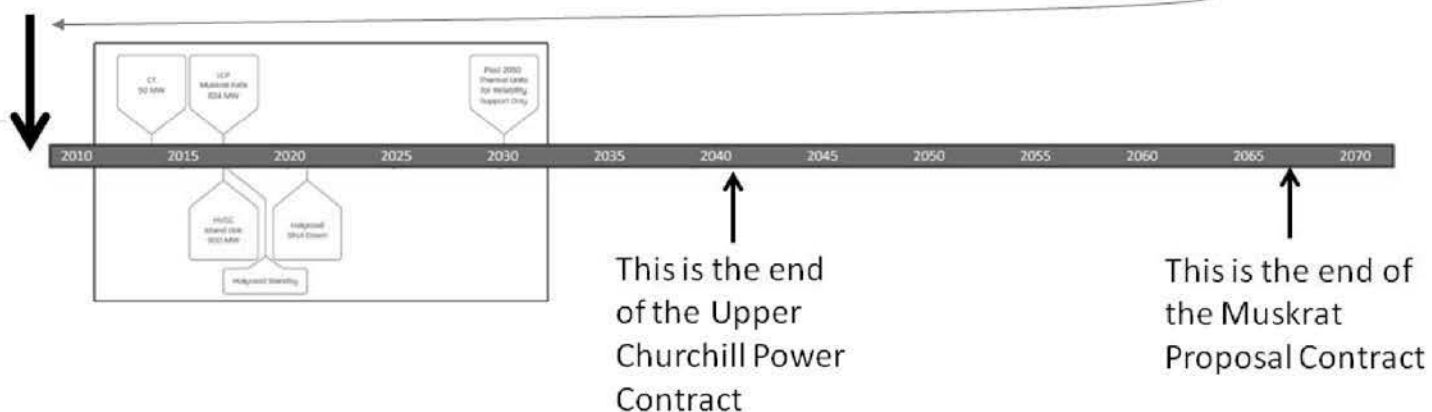 CT
50 MW
LCP
Muskrat Falls
824 MW
Post 2030
Thermal Units
for Reliability
Support Only
2010 2015 2020 2025 2030 2035 2040 2045 2050 2055 2060 2065 2070
HVDC
Island Link
900 MW
Holyrood
Shut Down
Holyrood Standby
This is the end
of the Upper
Churchill Power
Contract
This is the end of
the Muskrat
Proposal Contract